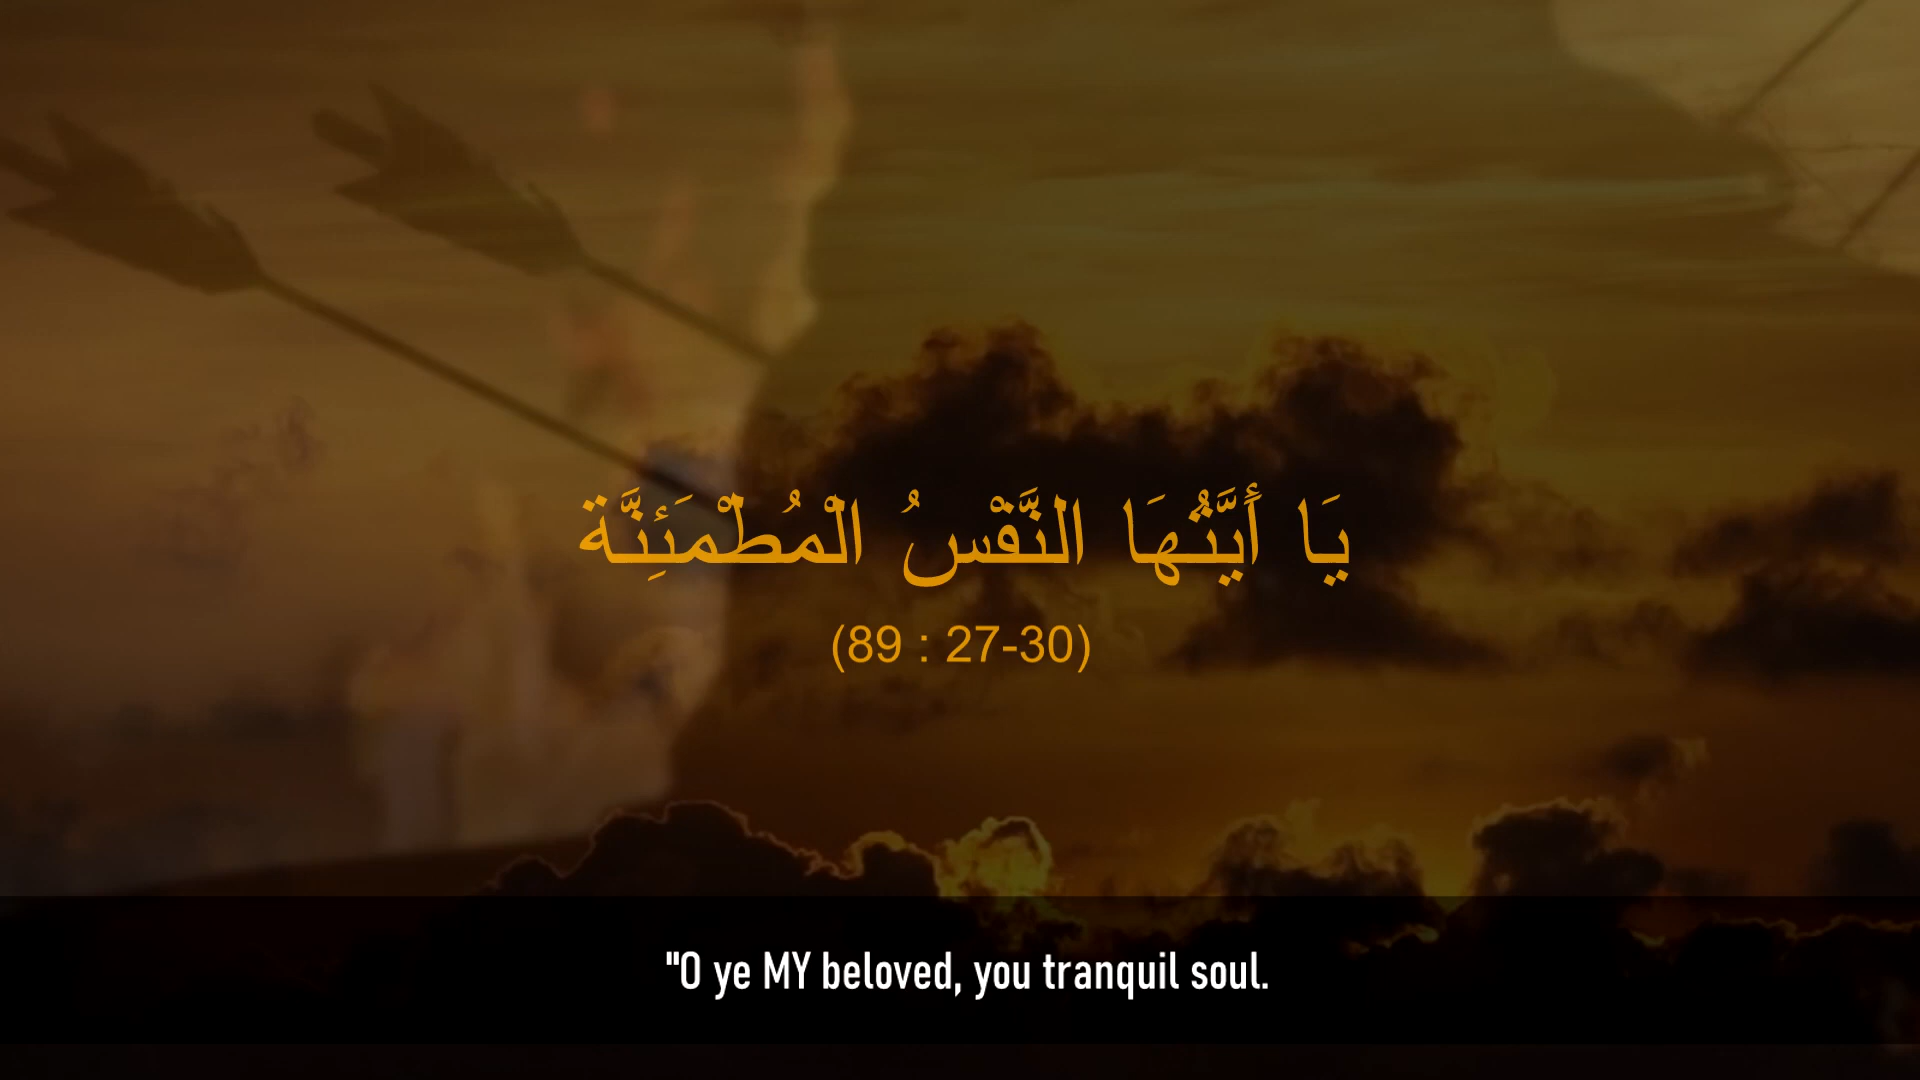 يَا أَيَّتُهَا النَّفْسُ الْمُطْمَئِنَّة
(89 : 27-30)
"O ye MY beloved, you tranquil soul.